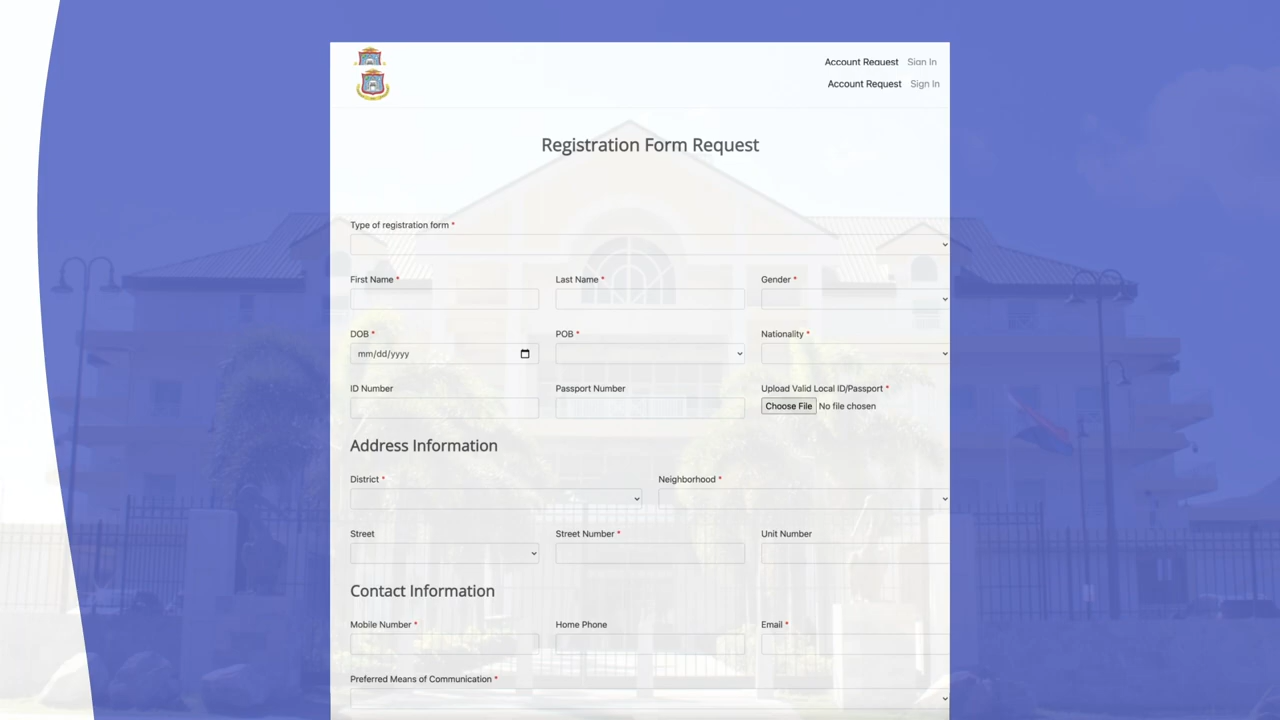 Account Request Sign In
Account Request Sign In
Registration Form Request
Type of registration form *
First Name * Last Name * Gender *
DOB * POB * Nationality *
mm/dd/yyyy
ID Number Passport Number Upload Valid Local ID/Passport *
Choose File No file chosen
Address Information
District * Neighborhood *
Street Street Number * Unit Number
Contact Information
Mobile Number * Home Phone Email *
Preferred Means of Communication *